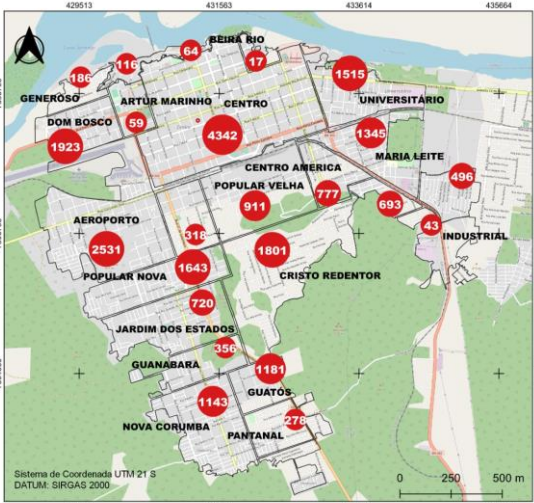 429513 431563 433614 435664
BEIRA RIO
64
17
116
186
1515
GENEROSO
ARTUR MARINHO
CENTRO
UNIVERSITÁRIO
DOM BOSCO
59
4342
1345
1923
MARIA LEITE
CENTRO AMERICA
496
POPULAR VELHA
777
911
693
AEROPORTO
43
318
INDUSTRIAL
2531
1801
1643
POPULAR NOVA
CRISTO REDENTOR
720
JARDIM DOS ESTADOS
356
GUANABARA
1181
GUATÓS
1143
278
NOVA CORUMBA
PANTANAL
Sistema de Coordenada UTM 21 S
DATUM: SIRGAS 2000
0 250 500 m